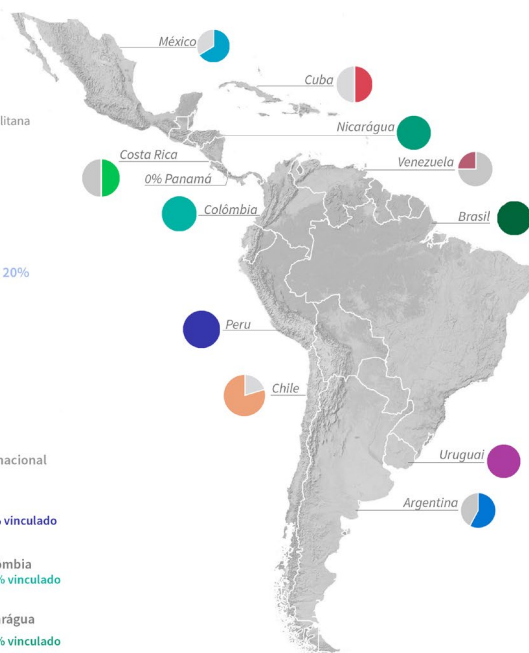 México
Cuba
litana
Nicarágua
Costa Rica
Venezuela
0% Panamá
Colômbia
Brasil
20%
Peru
Chile
Uruguai
nacional
Argentina
vinculado
ombia
% vinculado
rágua
% vinculado